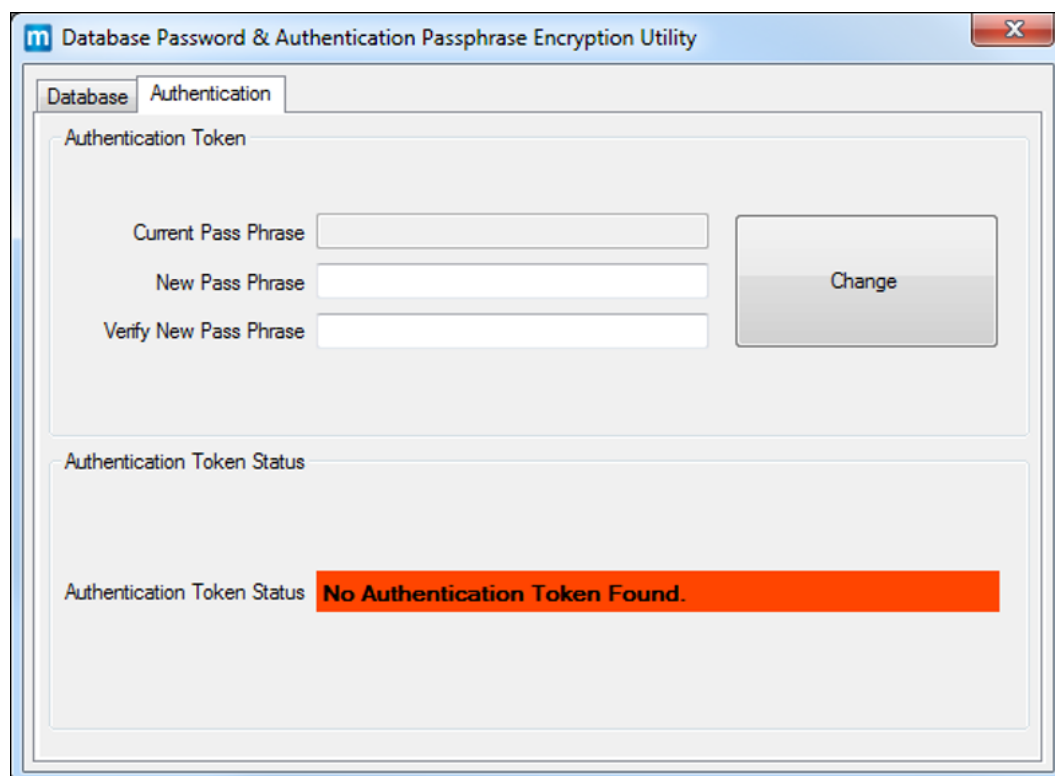 m Database Password & Authentication Passphrase Encryption Utility
x
Database Authentication
Authentication Token
Current Pass Phrase
New Pass Phrase
Change
Verify New Pass Phrase
Authentication Token Status
Authentication Token Status No Authentication Token Found.